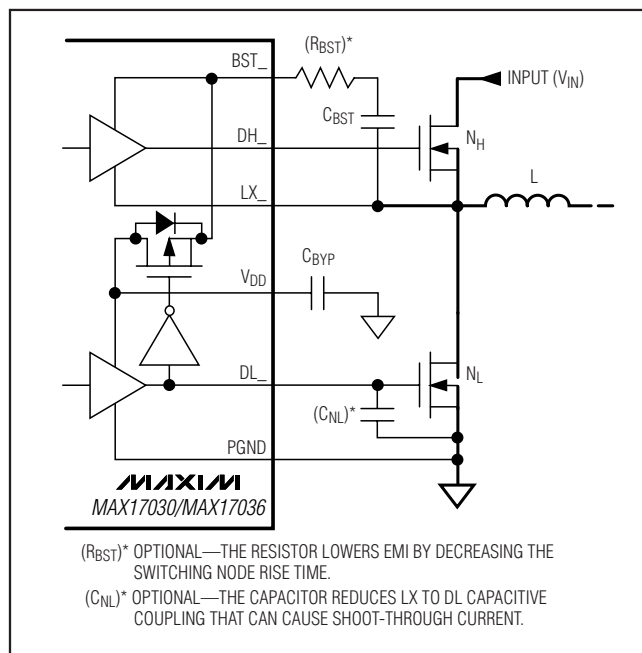 BST_
(RBST)*
INPUT (VIN)
CBST
DH_
NH
LX_
L
CBYP
VDD
DL_
NL
(CNL)*
PGND
MAXIM
MAX17030/MAX17036
(RBST)* OPTIONAL—THE RESISTOR LOWERS EMI BY DECREASING THE
SWITCHING NODE RISE TIME.
(CNL)* OPTIONAL—THE CAPACITOR REDUCES LX TO DL CAPACITIVE
COUPLING THAT CAN CAUSE SHOOT-THROUGH CURRENT.